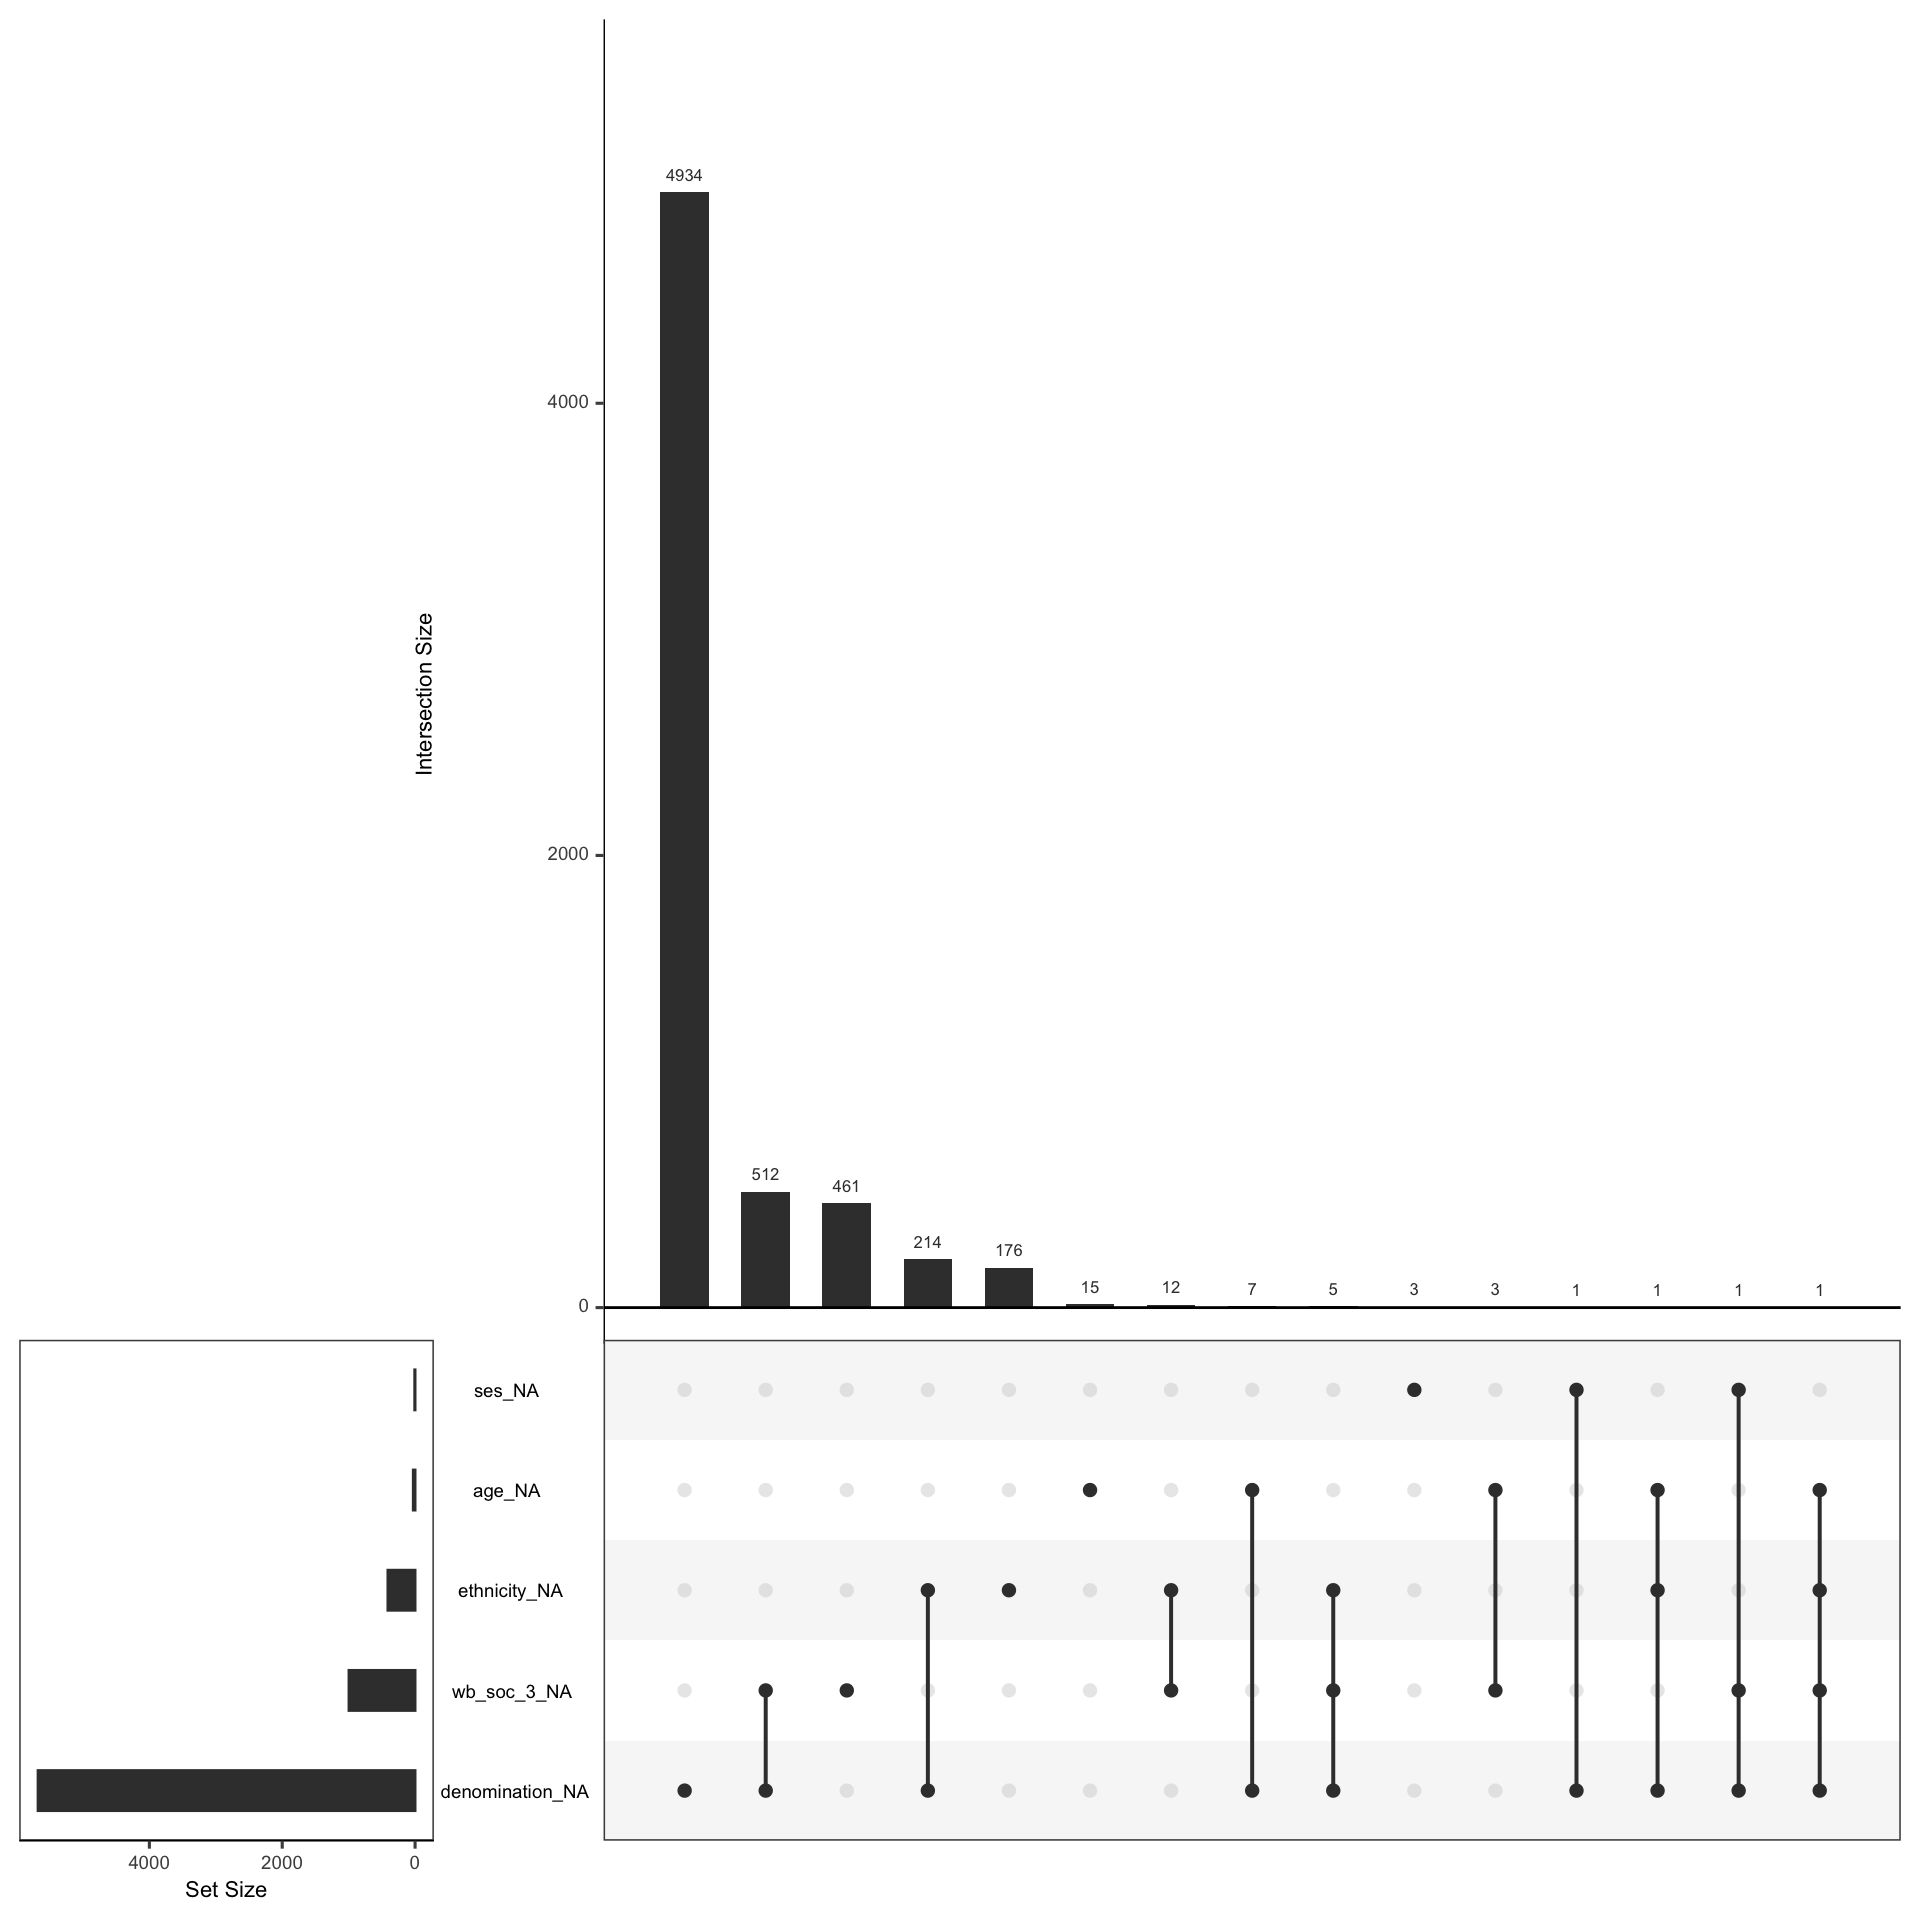 4934
4000
Intersection Size
2000
512
461
214
176
15
12
7
5
3
3
1
1
1
1
0
ses_NA
age_NA
ethnicity_NA
wb_soc_3_NA
denomination_NA
4000 2000 0
Set Size